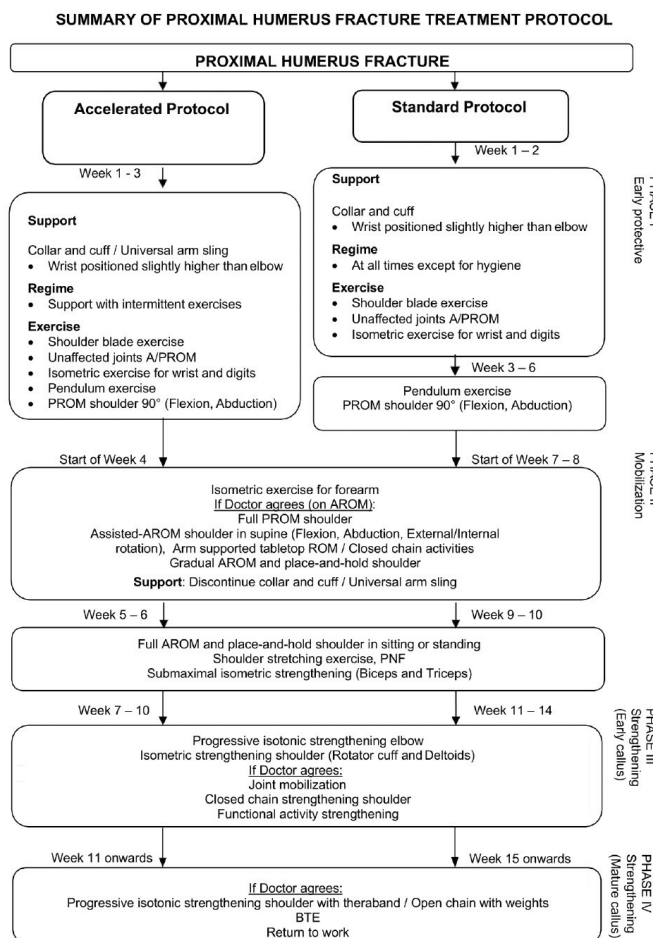 SUMMARY OF PROXIMAL HUMERUS FRACTURE TREATMENT PROTOCOL
PROXIMAL HUMERUS FRACTURE
Accelerated Protocol
Standard Protocol
Week 1 – 2
Week 1 - 3
Support
Collar and cuff / Universal arm sling
• Wrist positioned slightly higher than elbow
Regime
• Support with intermittent exercises
Exercise
• Shoulder blade exercise
• Unaffected joints A/PROM
• Isometric exercise for wrist and digits
• Pendulum exercise
• PROM shoulder 90° (Flexion, Abduction)
Support
Collar and cuff
• Wrist positioned slightly higher than elbow
Regime
• At all times except for hygiene
Exercise
• Shoulder blade exercise
• Unaffected joints A/PROM
• Isometric exercise for wrist and digits
Week 3 – 6
Pendulum exercise
PROM shoulder 90° (Flexion, Abduction)
PHASE I
Early protective
Start of Week 4
Start of Week 7 – 8
Isometric exercise for forearm
If Doctor agrees (on AROM):
Full PROM shoulder
Assisted-AROM shoulder in supine (Flexion, Abduction, External/Internal
rotation), Arm supported tabletop ROM / Closed chain activities
Gradual AROM and place-and-hold shoulder
Support: Discontinue collar and cuff / Universal arm sling
PHASE II
Mobilization
Week 5 – 6
Week 9 – 10
Full AROM and place-and-hold shoulder in sitting or standing
Shoulder stretching exercise, PNF
Submaximal isometric strengthening (Biceps and Triceps)
Week 7 – 10
Week 11 – 14
Progressive isotonic strengthening elbow
Isometric strengthening shoulder (Rotator cuff and Deltoids)
If Doctor agrees:
Joint mobilization
Closed chain strengthening shoulder
Functional activity strengthening
PHASE III
Strengthening
(Early callus)
Week 11 onwards
Week 15 onwards
If Doctor agrees:
Progressive isotonic strengthening shoulder with theraband / Open chain with weights
BTE
Return to work
PHASE IV
Strengthening
(Mature callus)